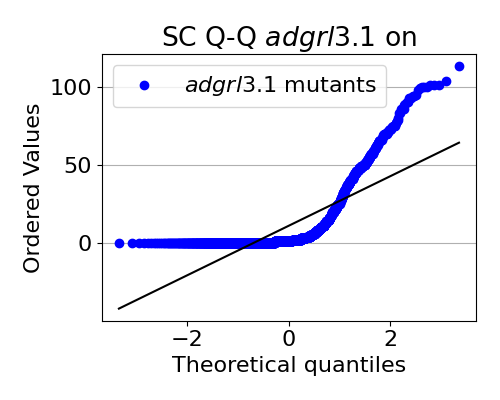 SC Q-Q adgrl3.1 on
adgrl3.1 mutants
Ordered Values
100
50
0
−2
0
2
Theoretical quantiles